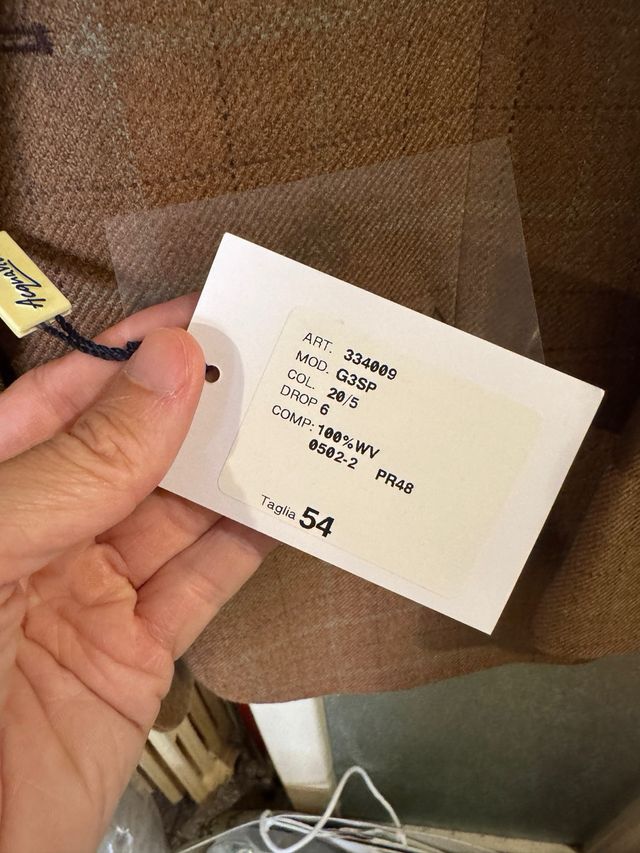 ART. 334009
MOD. G3SP
COL. 20/5
DROP 6
COMP: 100%WV
0502-2 PR48
Taglia 54